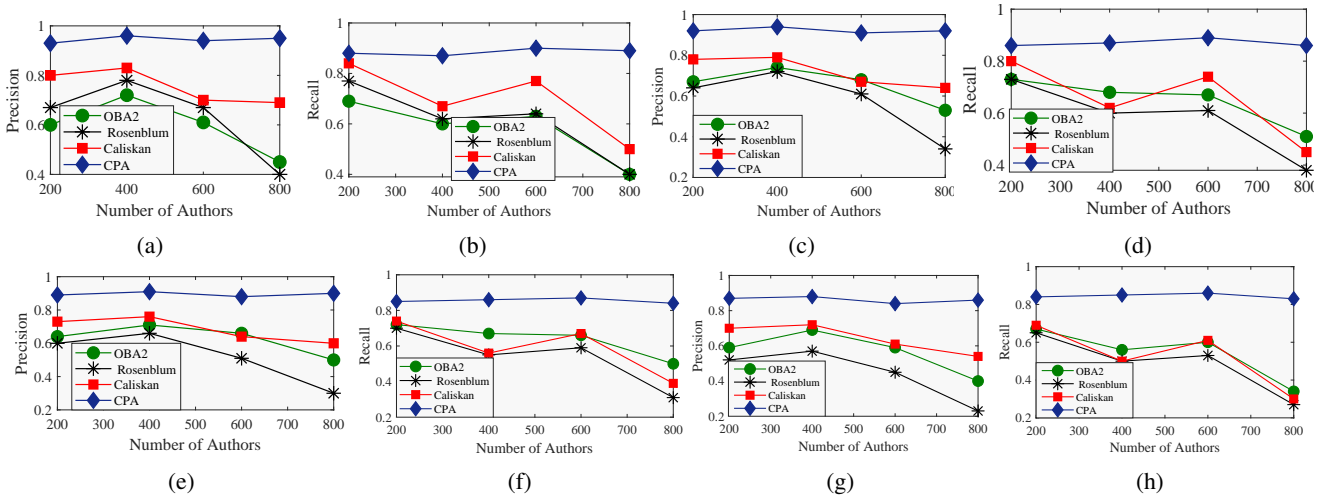 1
0.8
0.6
0.4
Precision
OBA2
Rosenblum
Caliskan
CPA
200 400 600 800
Number of Authors
(a)
1
0.8
0.6
0.4
Recall
OBA2
Rosenblum
Caliskan
CPA
200 300 400 500 600 700 800
Number of Authors
(b)
1
0.8
0.6
0.4
0.2
Precision
OBA2
Rosenblum
Caliskan
CPA
200 300 400 500 600 700 800
Number of Authors
(c)
1
0.8
0.6
0.4
Recall
OBA2
Rosenblum
Caliskan
CPA
200 300 400 500 600 700 800
Number of Authors
(d)
1
0.8
0.6
0.4
0.2
Precision
OBA2
Rosenblum
Caliskan
CPA
200 300 400 500 600 700 800
Number of Authors
(e)
1
0.8
0.6
0.4
0.2
Recall
OBA2
Rosenblum
Caliskan
CPA
200 300 400 500 600 700 800
Number of Authors
(f)
1
0.8
0.6
0.4
0.2
Precision
OBA2
Rosenblum
Caliskan
CPA
200 300 400 500 600 700 800
Number of Authors
(g)
1
0.8
0.6
0.4
0.2
Recall
OBA2
Rosenblum
Caliskan
CPA
200 300 400 500 600 700 800
Number of Authors
(h)